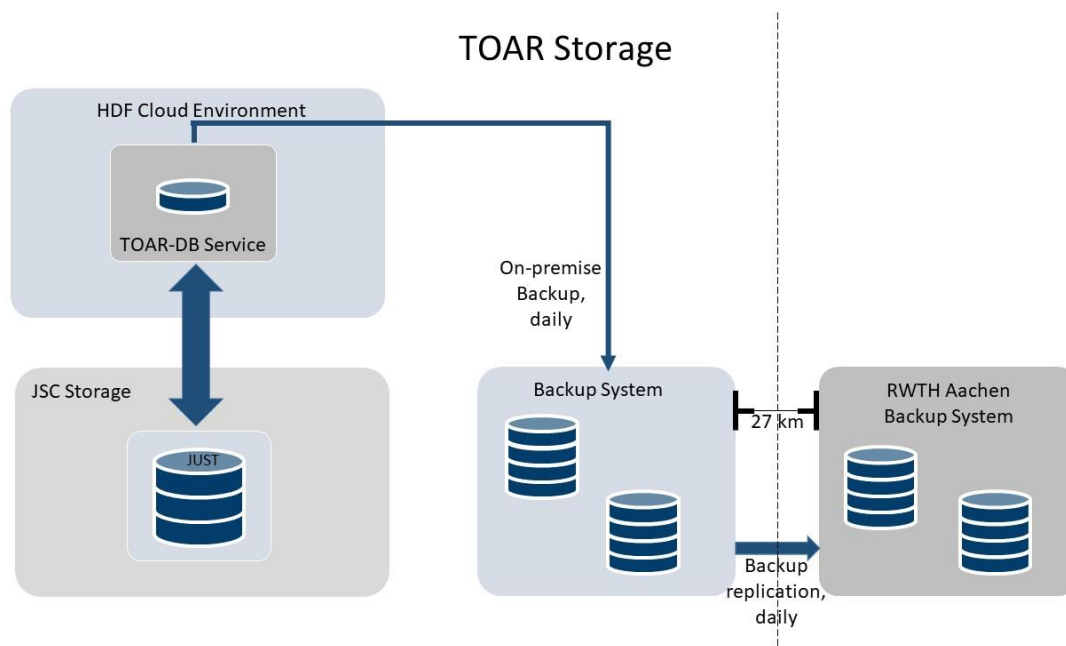 TOAR Storage
HDF Cloud Environment
TOAR-DB Service
On-premise
Backup,
daily
JSC Storage
JUST
Backup System
27 km
RWTH Aachen
Backup System
Backup
replication,
daily